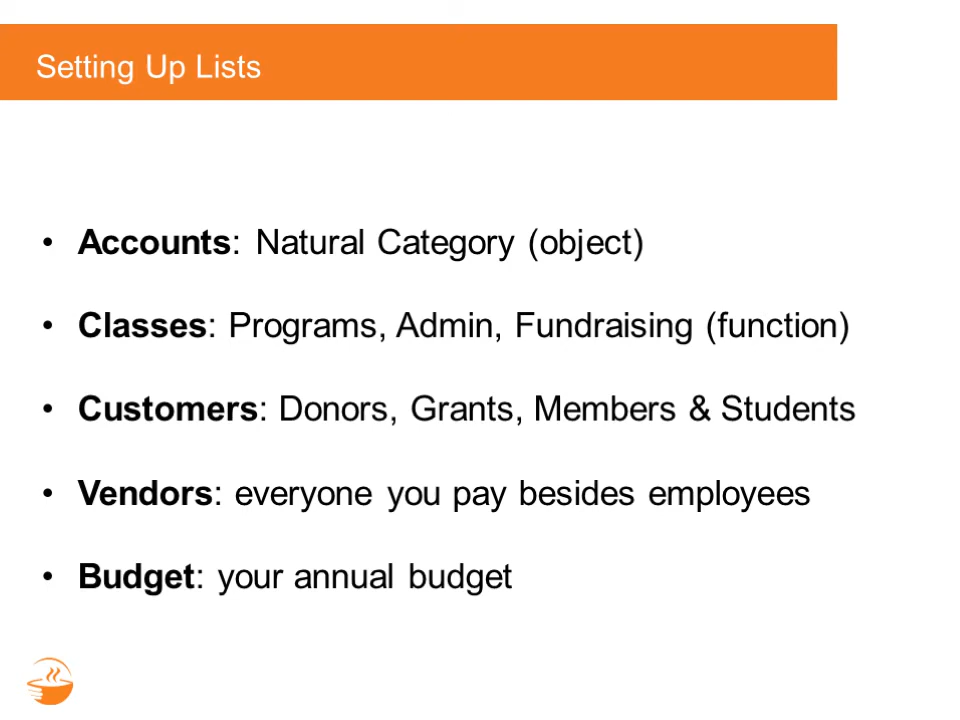 Setting Up Lists
• Accounts: Natural Category (object)
• Classes: Programs, Admin, Fundraising (function)
• Customers: Donors, Grants, Members & Students
• Vendors: everyone you pay besides employees
• Budget: your annual budget